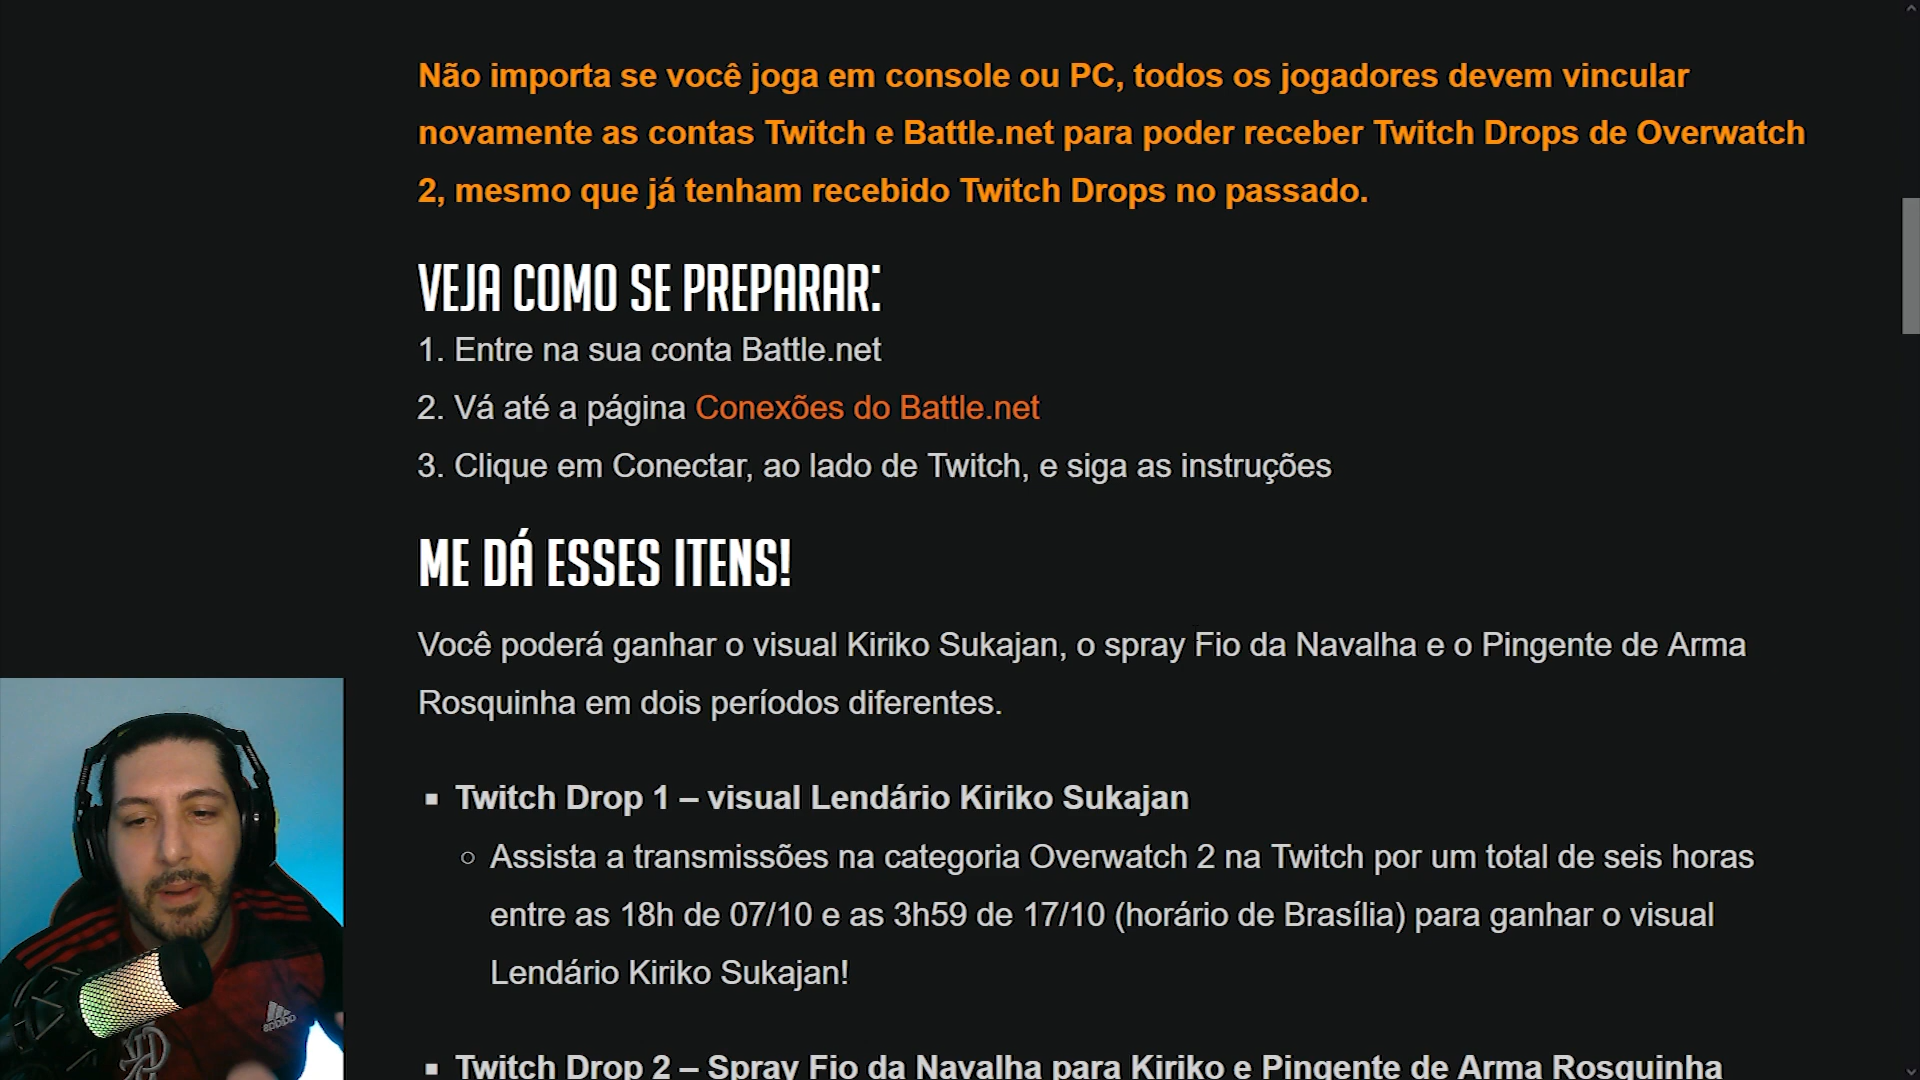 Não importa se você joga em console ou PC, todos os jogadores devem vincular
novamente as contas Twitch e Battle.net para poder receber Twitch Drops de Overwatch
2, mesmo que já tenham recebido Twitch Drops no passado.
VEJA COMO SE PREPARAR:
1. Entre na sua conta Battle.net
2. Vá até a página Conexões do Battle.net
3. Clique em Conectar, ao lado de Twitch, e siga as instruções
ME DÁ ESSES ITENS!
Você poderá ganhar o visual Kiriko Sukajan, o spray Fio da Navalha e o Pingente de Arma
Rosquinha em dois períodos diferentes.
Twitch Drop 1 – visual Lendário Kiriko Sukajan
Assista a transmissões na categoria Overwatch 2 na Twitch por um total de seis horas
entre as 18h de 07/10 e as 3h59 de 17/10 (horário de Brasília) para ganhar o visual
Lendário Kiriko Sukajan!
Twitch Drop 2 – Spray Fio da Navalha para Kiriko e Pingente de Arma Rosquinha
adidas